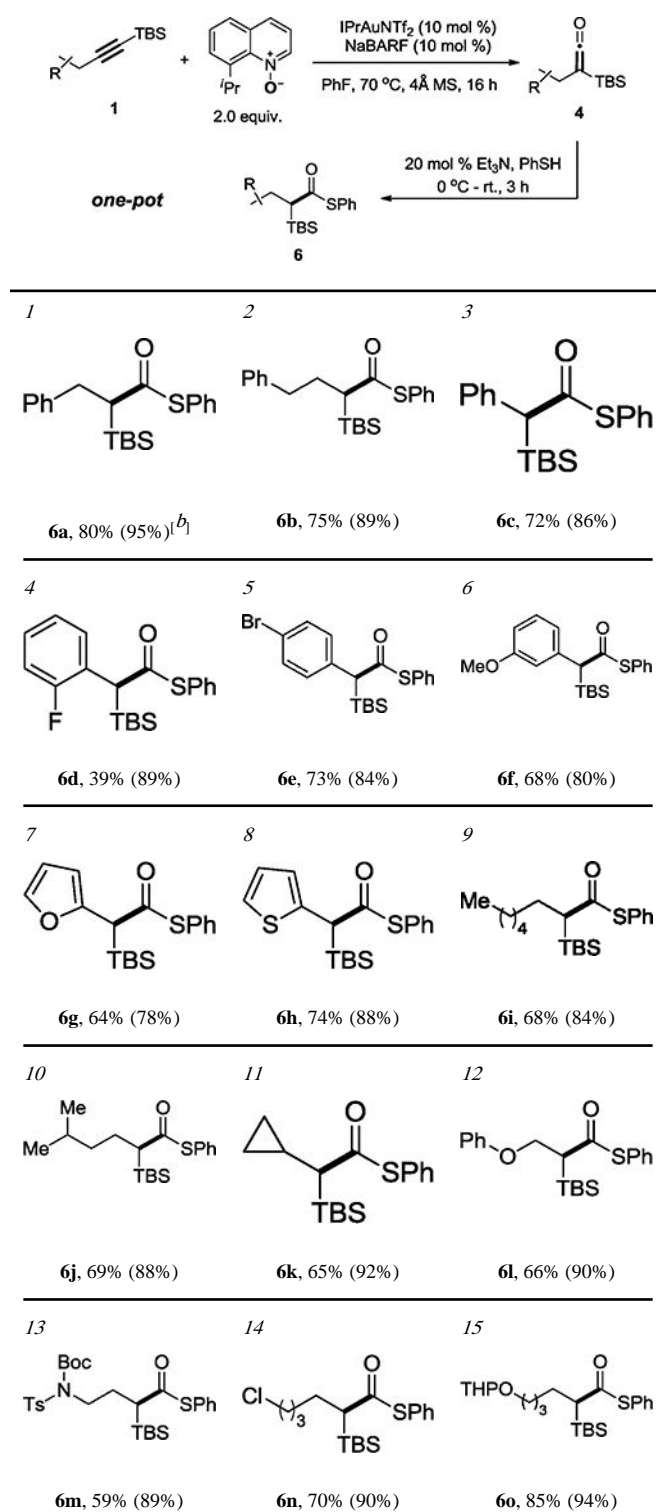 TBS
R
1
+
N⁺
O⁻
ⁱPr
2.0 equiv.
IPrAuNTf₂ (10 mol %)
NaBARF (10 mol %)
PhF, 70 ºC, 4Å MS, 16 h
O
R
TBS
4
one-pot
R
O
SPh
TBS
6
20 mol % Et₃N, PhSH
0 ºC - rt., 3 h
1
Ph
O
SPh
TBS
6a, 80% (95%)[b]
2
Ph
O
SPh
TBS
6b, 75% (89%)
3
Ph
O
SPh
TBS
6c, 72% (86%)
4
O
SPh
F
TBS
6d, 39% (89%)
5
Br
O
SPh
TBS
6e, 73% (84%)
6
MeO
O
SPh
TBS
6f, 68% (80%)
7
O
O
SPh
TBS
6g, 64% (78%)
8
S
O
SPh
TBS
6h, 74% (88%)
9
Me
( )4
O
SPh
TBS
6i, 68% (84%)
10
Me
Me
O
SPh
TBS
6j, 69% (88%)
11
O
SPh
TBS
6k, 65% (92%)
12
Ph
O
O
SPh
TBS
6l, 66% (90%)
13
Boc
Ts
N
O
SPh
TBS
6m, 59% (89%)
14
Cl
( )3
O
SPh
TBS
6n, 70% (90%)
15
THPO
( )3
O
SPh
TBS
6o, 85% (94%)